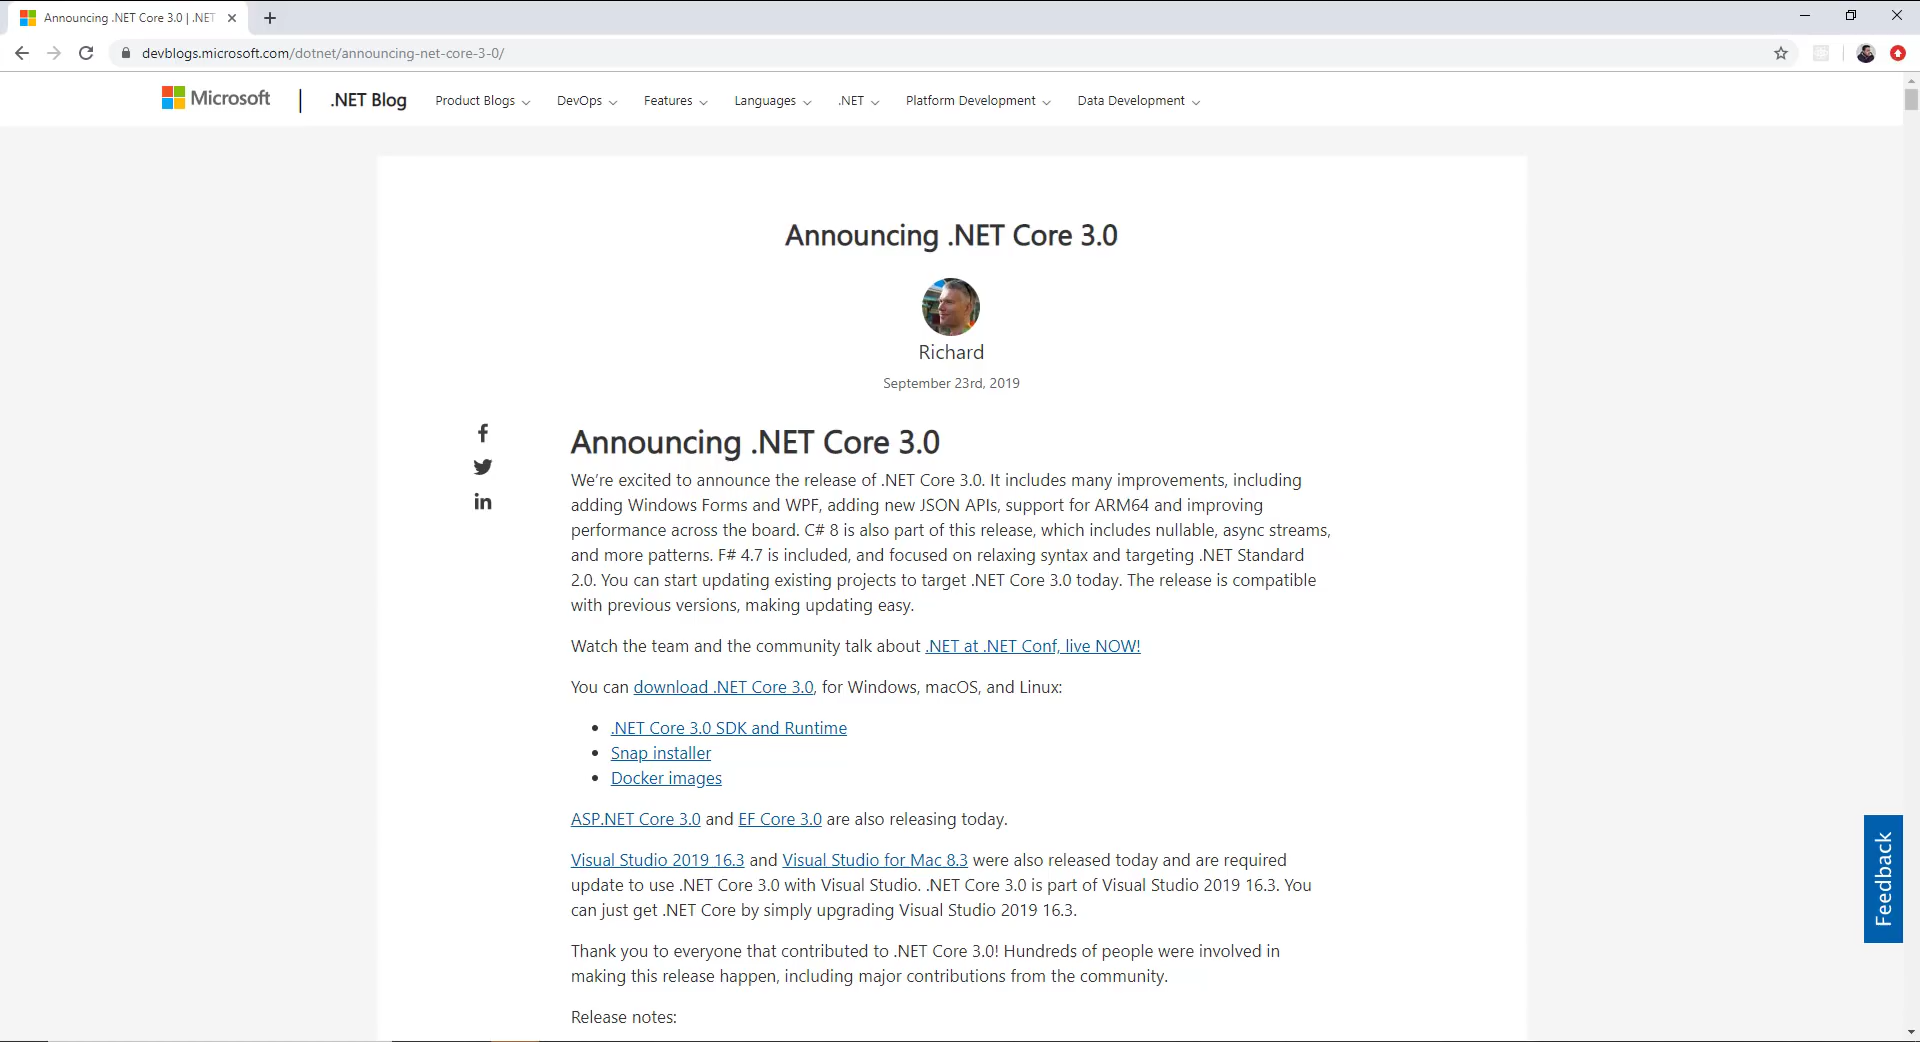 Announcing .NET Core 3.0 | .NET
devblogs.microsoft.com/dotnet/announcing-net-core-3-0/
Microsoft | .NET Blog Product Blogs DevOps Features Languages .NET Platform Development Data Development
Announcing .NET Core 3.0
Richard
September 23rd, 2019
Announcing .NET Core 3.0
We’re excited to announce the release of .NET Core 3.0. It includes many improvements, including
adding Windows Forms and WPF, adding new JSON APIs, support for ARM64 and improving
performance across the board. C# 8 is also part of this release, which includes nullable, async streams,
and more patterns. F# 4.7 is included, and focused on relaxing syntax and targeting .NET Standard
2.0. You can start updating existing projects to target .NET Core 3.0 today. The release is compatible
with previous versions, making updating easy.
Watch the team and the community talk about .NET at .NET Conf, live NOW!
You can download .NET Core 3.0, for Windows, macOS, and Linux:
• .NET Core 3.0 SDK and Runtime
• Snap installer
• Docker images
ASP.NET Core 3.0 and EF Core 3.0 are also releasing today.
Visual Studio 2019 16.3 and Visual Studio for Mac 8.3 were also released today and are required
update to use .NET Core 3.0 with Visual Studio. .NET Core 3.0 is part of Visual Studio 2019 16.3. You
can just get .NET Core by simply upgrading Visual Studio 2019 16.3.
Thank you to everyone that contributed to .NET Core 3.0! Hundreds of people were involved in
making this release happen, including major contributions from the community.
Release notes:
Feedback